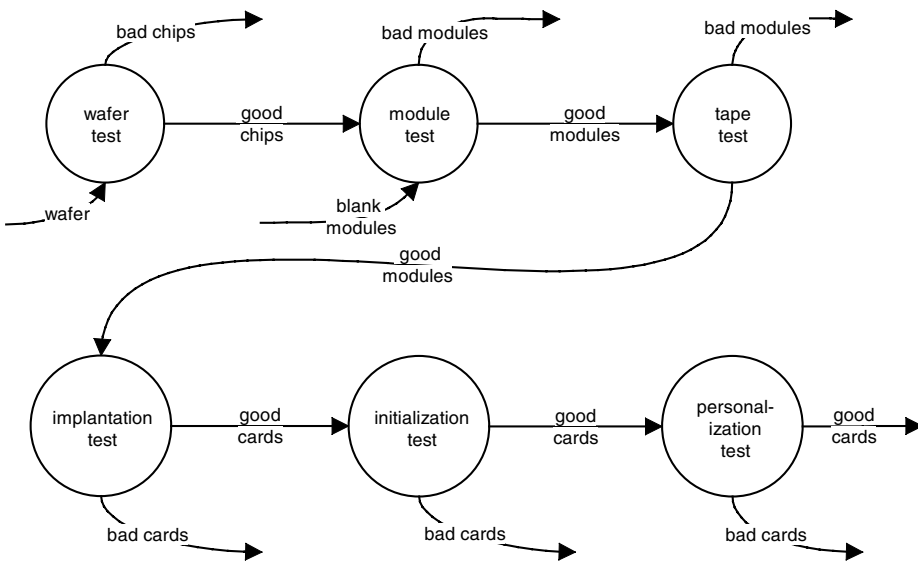 bad chips
bad modules
bad modules
wafer
test
good
chips
module
test
good
modules
tape
test
wafer
blank
modules
good
modules
implantation
test
good
cards
initialization
test
good
cards
personal-
ization
test
good
cards
bad cards
bad cards
bad cards